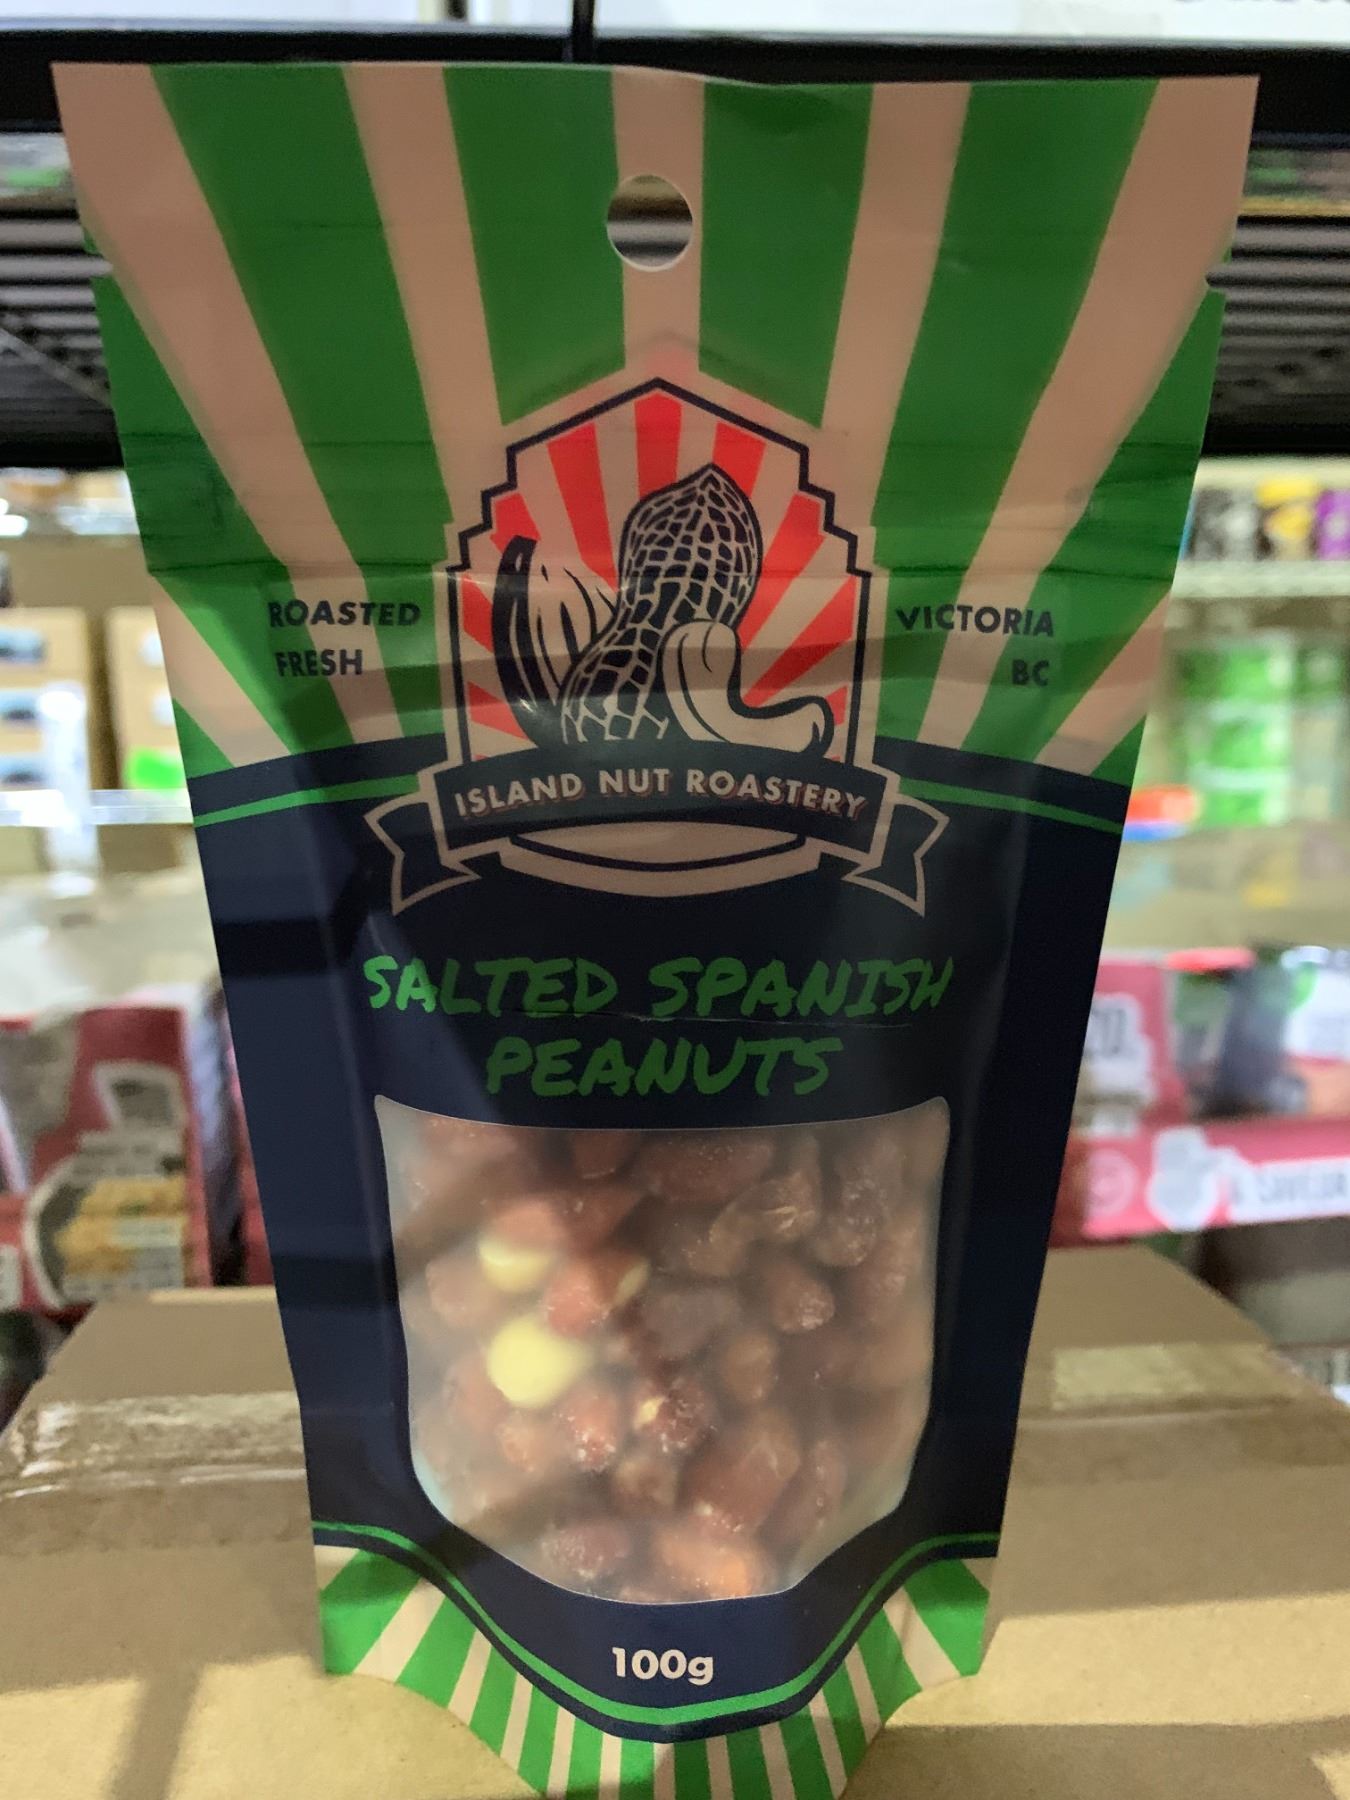 ROASTED
FRESH
VICTORIA
BC
ISLAND NUT ROASTERY
SALTED SPANISH
PEANUTS
100g